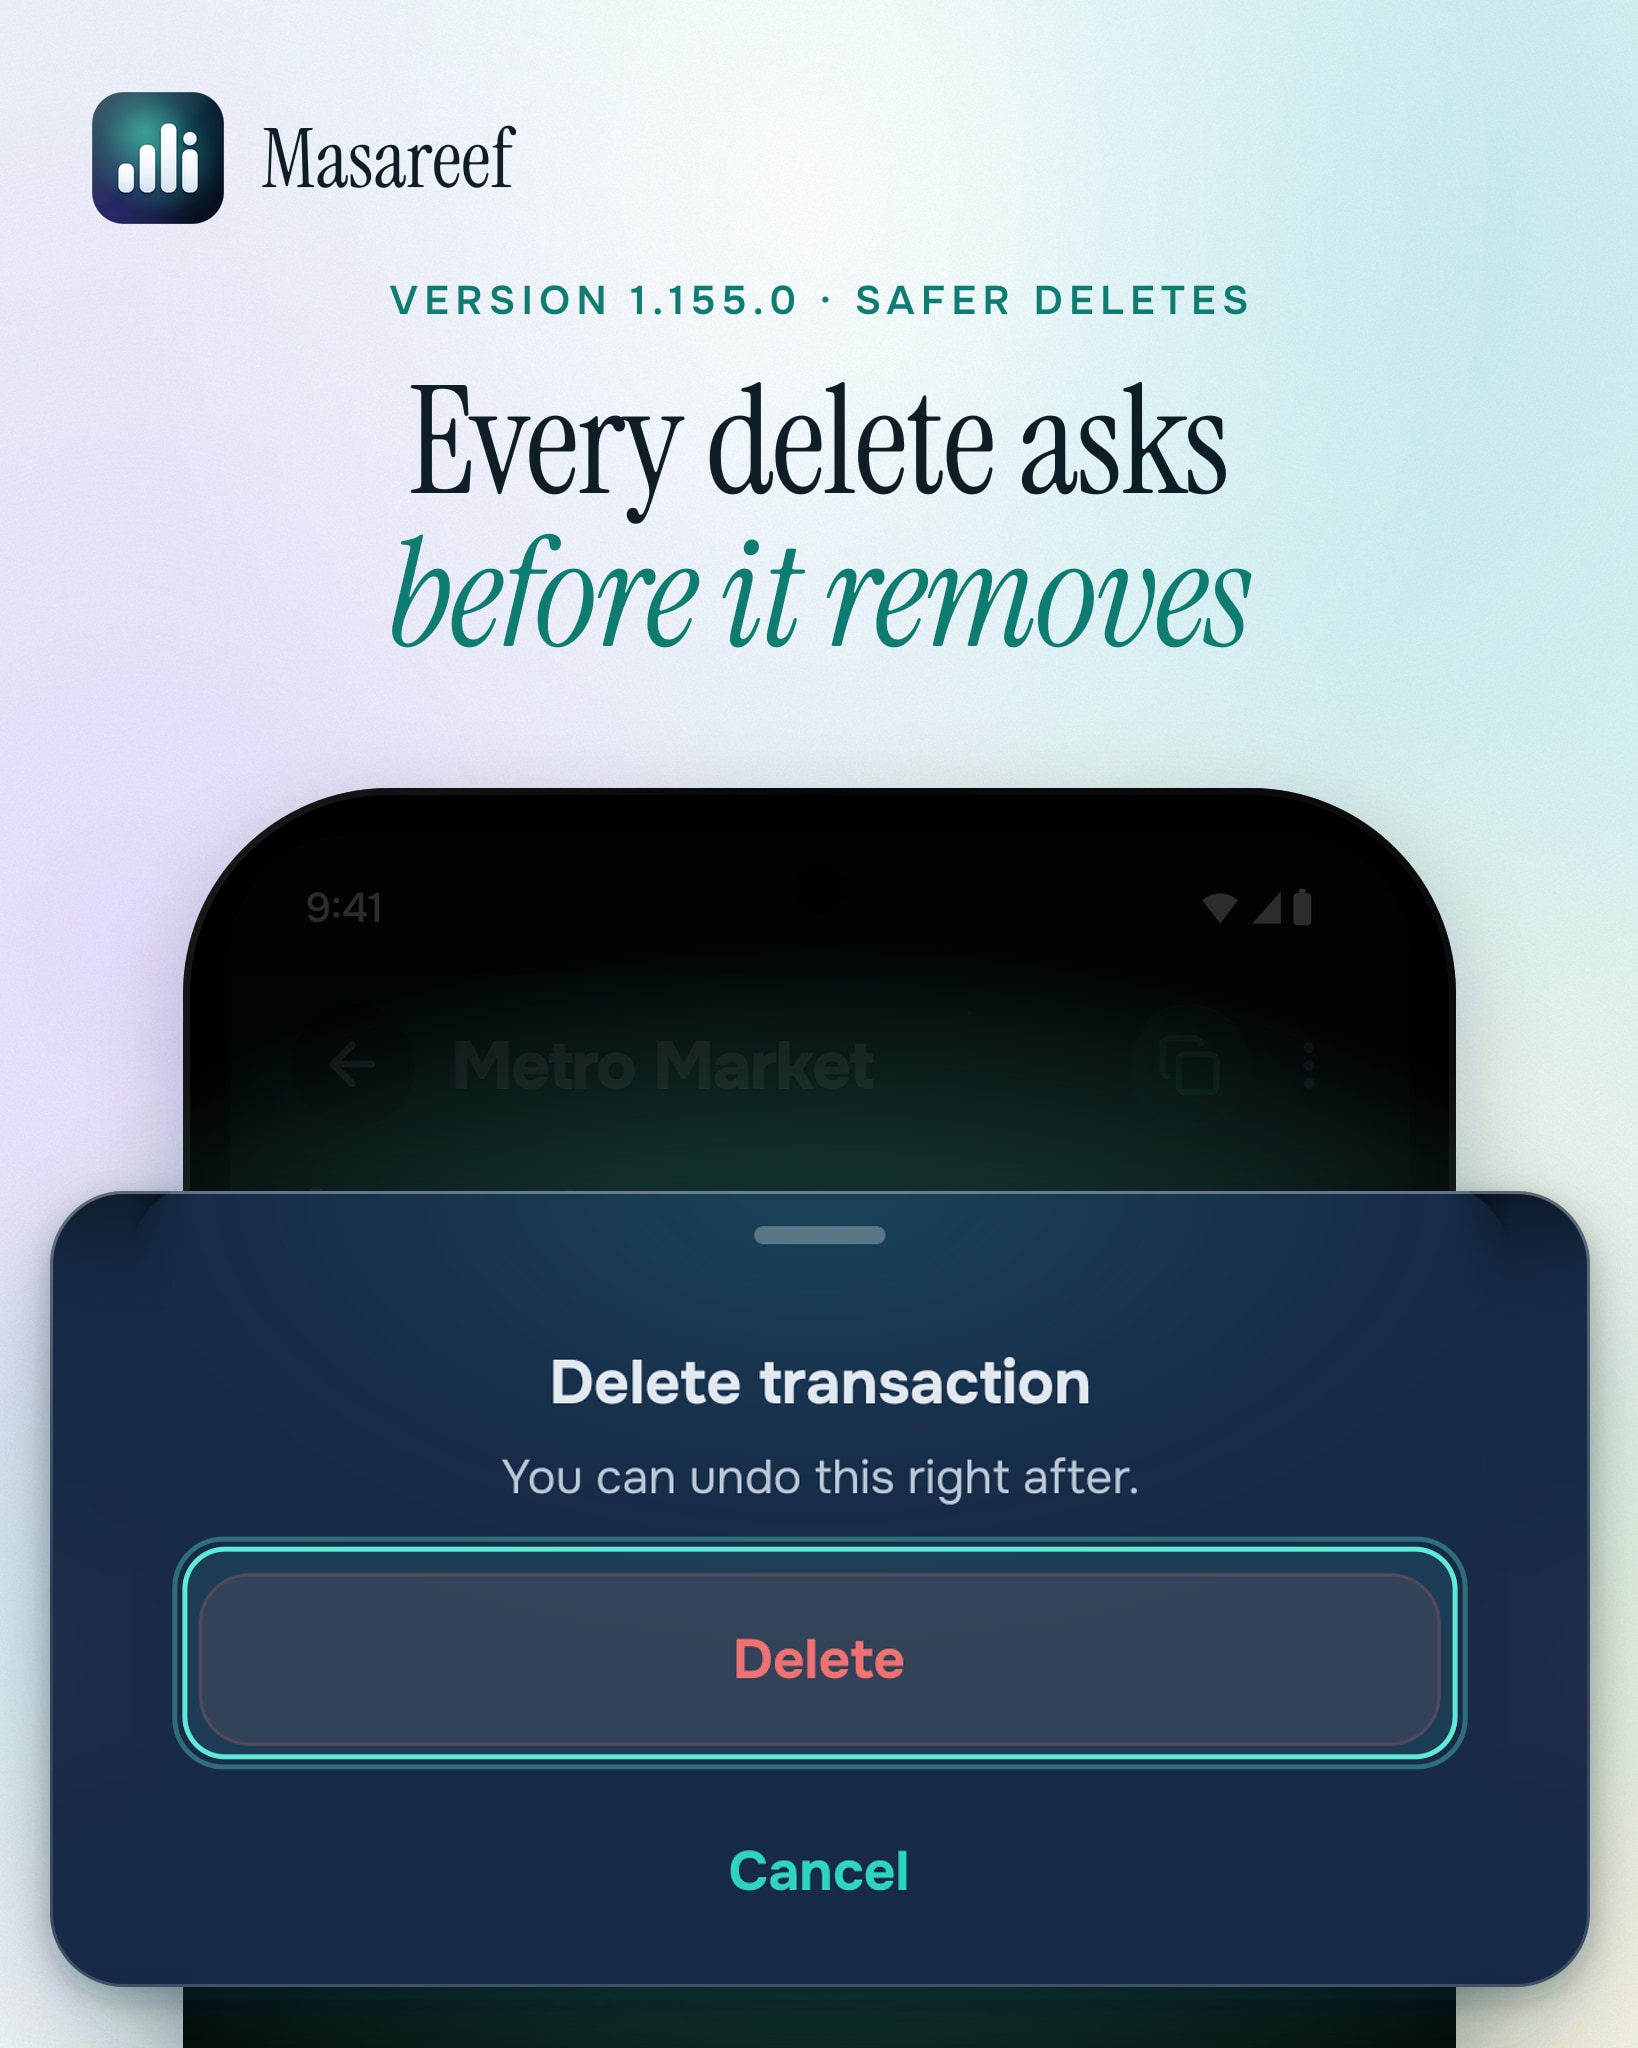 Masareef
VERSION 1.155.0 · SAFER DELETES
Every delete asks
before it removes
9:41
Metro Market
Delete transaction
You can undo this right after.
Delete
Cancel